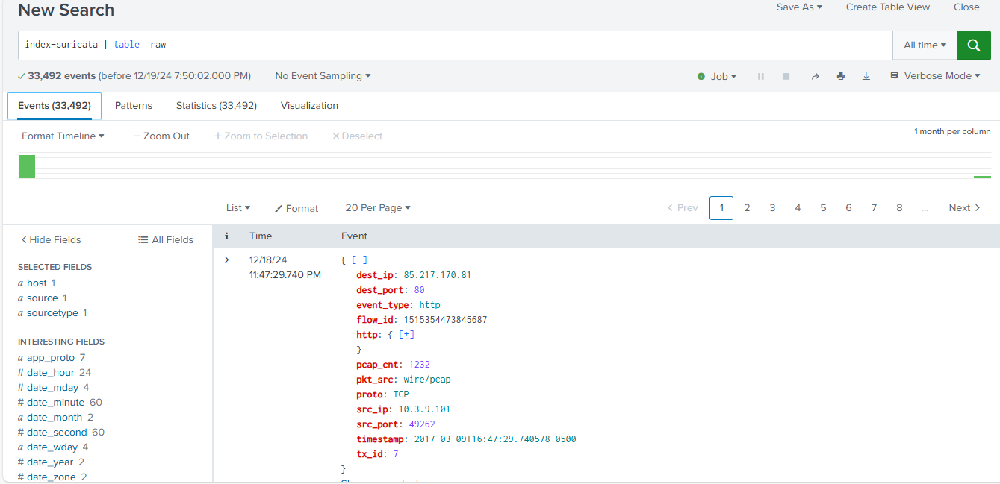 New Search
Save As Create Table View Close
index=suricata | table _raw
All time
33,492 events (before 12/19/24 7:50:02.000 PM) No Event Sampling
Job Verbose Mode
Events (33,492) Patterns Statistics (33,492) Visualization
Format Timeline — Zoom Out + Zoom to Selection × Deselect
1 month per column
List Format 20 Per Page
< Prev 1 2 3 4 5 6 7 8 ... Next >
< Hide Fields All Fields
SELECTED FIELDS
a host 1
a source 1
a sourcetype 1
INTERESTING FIELDS
a app_proto 7
# date_hour 24
# date_mday 4
# date_minute 60
a date_month 2
# date_second 60
a date_wday 4
# date_year 2
# date_zone 2
i Time Event
> 12/18/24
11:47:29.740 PM
{ [-]
dest_ip: 85.217.170.81
dest_port: 80
event_type: http
flow_id: 1515354473845687
http: { [+]
}
pcap_cnt: 1232
pkt_src: wire/pcap
proto: TCP
src_ip: 10.3.9.101
src_port: 49262
timestamp: 2017-03-09T16:47:29.740578-0500
tx_id: 7
}